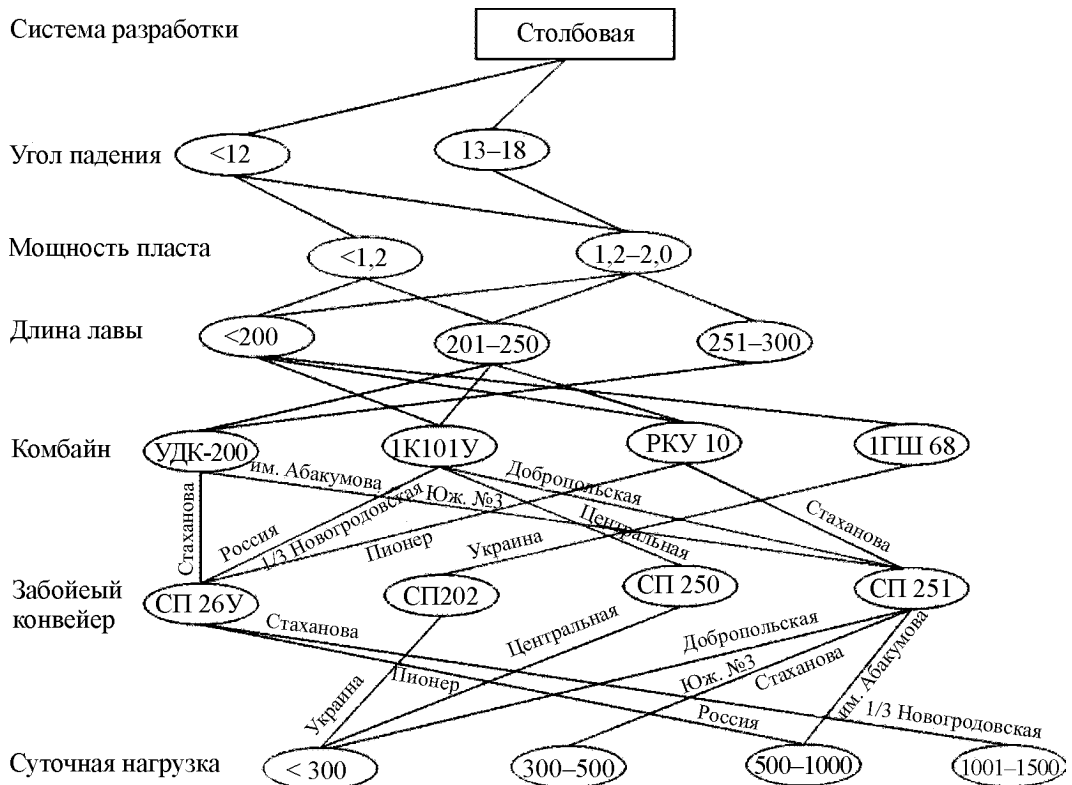 Система разработки
Столбовая
Угол падения
<12
13–18
Мощность пласта
<1,2
1,2–2,0
Длина лавы
<200
201–250
251–300
Комбайн
УДК-200
1К101У
РКУ 10
1ГШ 68
им. Абакумова
Юж. №3
Добропольская
Стаханова
Россия
1/3 Новогродовская
Пионер
Украина
Центральная
Стаханова
Забойеый
конвейер
СП 26У
СП202
СП 250
СП 251
Стаханова
Пионер
Россия
1/3 Новогродовская
Украина
Центральная
Добропольская
Юж. №3
Стаханова
им. Абакумова
Суточная нагрузка
< 300
300–500
500–1000
1001–1500